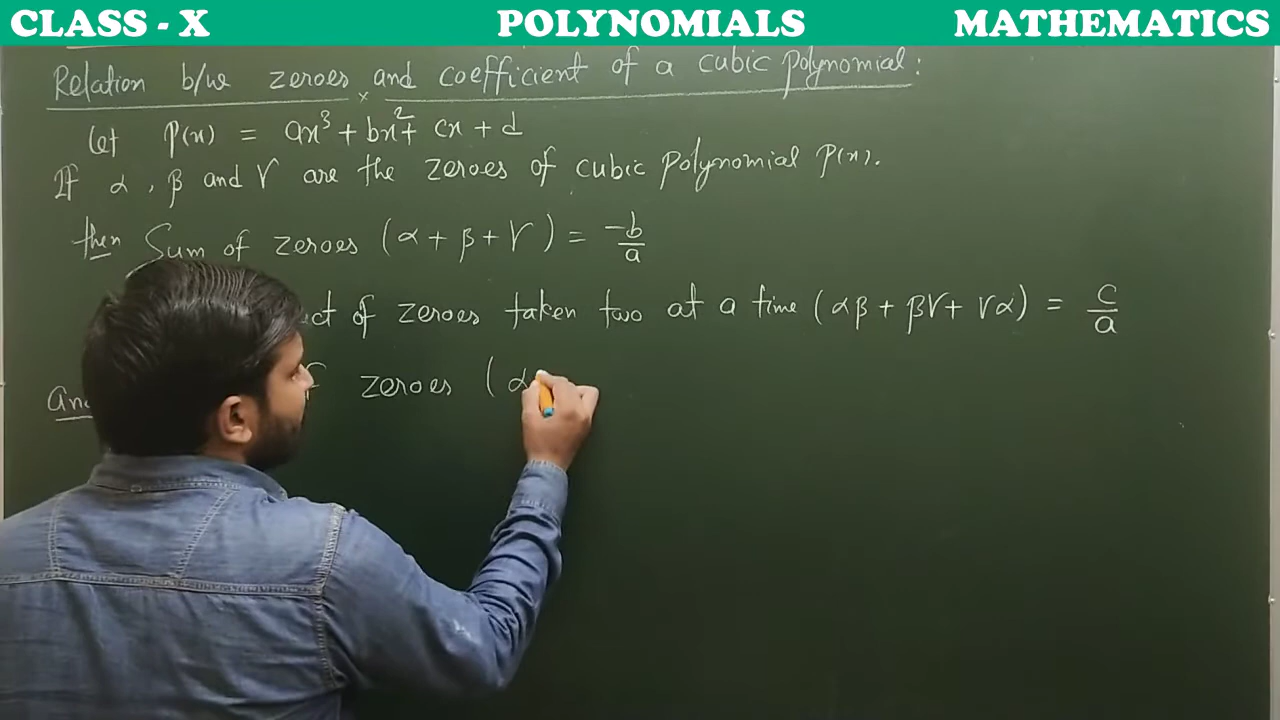 CLASS - X POLYNOMIALS MATHEMATICS
Relation b/w zeroes and coefficient of a cubic polynomial:
Let P(x) = ax³ + bx² + cx + d
If α, β and γ are the zeroes of cubic polynomial P(x).
then Sum of zeroes (α + β + γ) = -b/a
of zeroes taken two at a time (αβ + βγ + γα) = c/a
zeroes (α